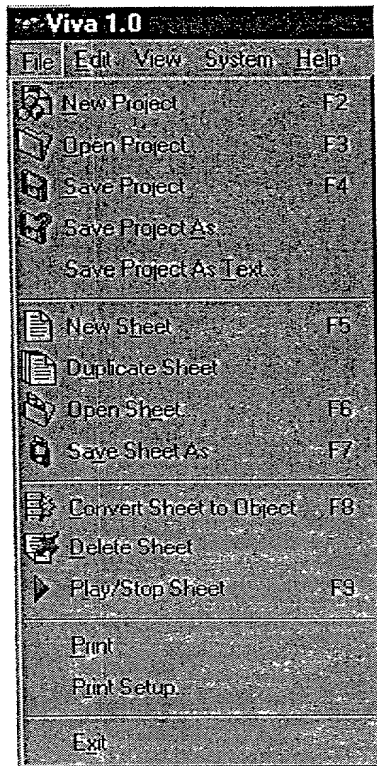 Viva 1.0
File Edit View System Help
New Project F2
Open Project... F3
Save Project F4
Save Project As...
Save Project As Text...
New Sheet F5
Duplicate Sheet
Open Sheet... F6
Save Sheet As F7
Convert Sheet to Object F8
Delete Sheet
Play/Stop Sheet F9
Print
Print Setup...
Exit